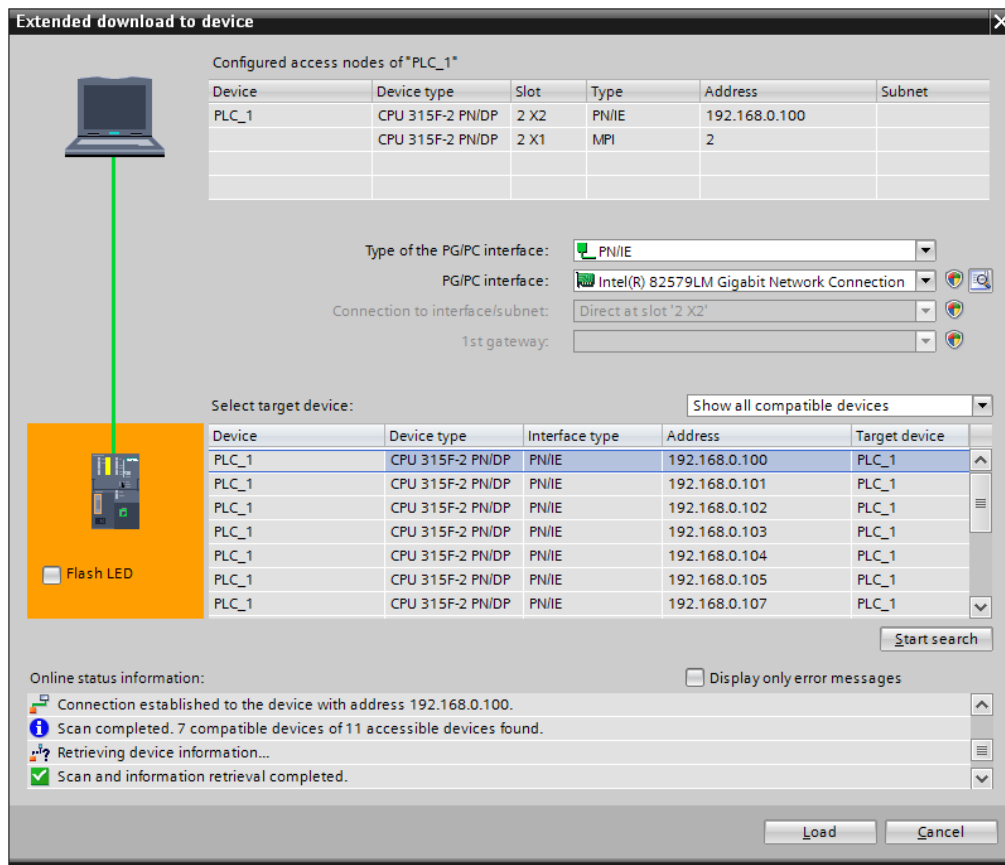 Extended download to device
Configured access nodes of "PLC_1"
Device Device type Slot Type Address Subnet
PLC_1 CPU 315F-2 PN/DP 2 X2 PN/IE 192.168.0.100
CPU 315F-2 PN/DP 2 X1 MPI 2
Type of the PG/PC interface: PN/IE
PG/PC interface: Intel(R) 82579LM Gigabit Network Connection
Connection to interface/subnet: Direct at slot '2 X2'
1st gateway:
Select target device: Show all compatible devices
Device Device type Interface type Address Target device
PLC_1 CPU 315F-2 PN/DP PN/IE 192.168.0.100 PLC_1
PLC_1 CPU 315F-2 PN/DP PN/IE 192.168.0.101 PLC_1
PLC_1 CPU 315F-2 PN/DP PN/IE 192.168.0.102 PLC_1
PLC_1 CPU 315F-2 PN/DP PN/IE 192.168.0.103 PLC_1
PLC_1 CPU 315F-2 PN/DP PN/IE 192.168.0.104 PLC_1
PLC_1 CPU 315F-2 PN/DP PN/IE 192.168.0.105 PLC_1
PLC_1 CPU 315F-2 PN/DP PN/IE 192.168.0.107 PLC_1
Flash LED
Start search
Online status information: Display only error messages
Connection established to the device with address 192.168.0.100.
Scan completed. 7 compatible devices of 11 accessible devices found.
Retrieving device information...
Scan and information retrieval completed.
Load Cancel